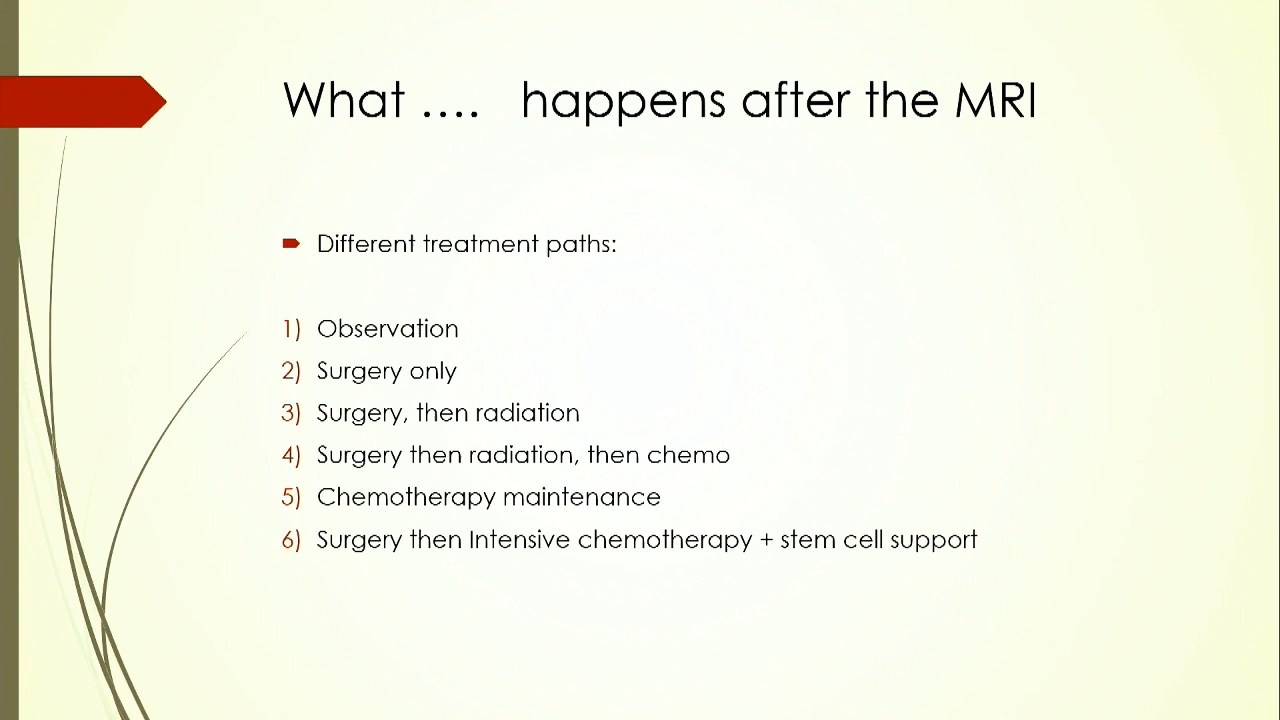 What .... happens after the MRI
Different treatment paths:
1) Observation
2) Surgery only
3) Surgery, then radiation
4) Surgery then radiation, then chemo
5) Chemotherapy maintenance
6) Surgery then Intensive chemotherapy + stem cell support